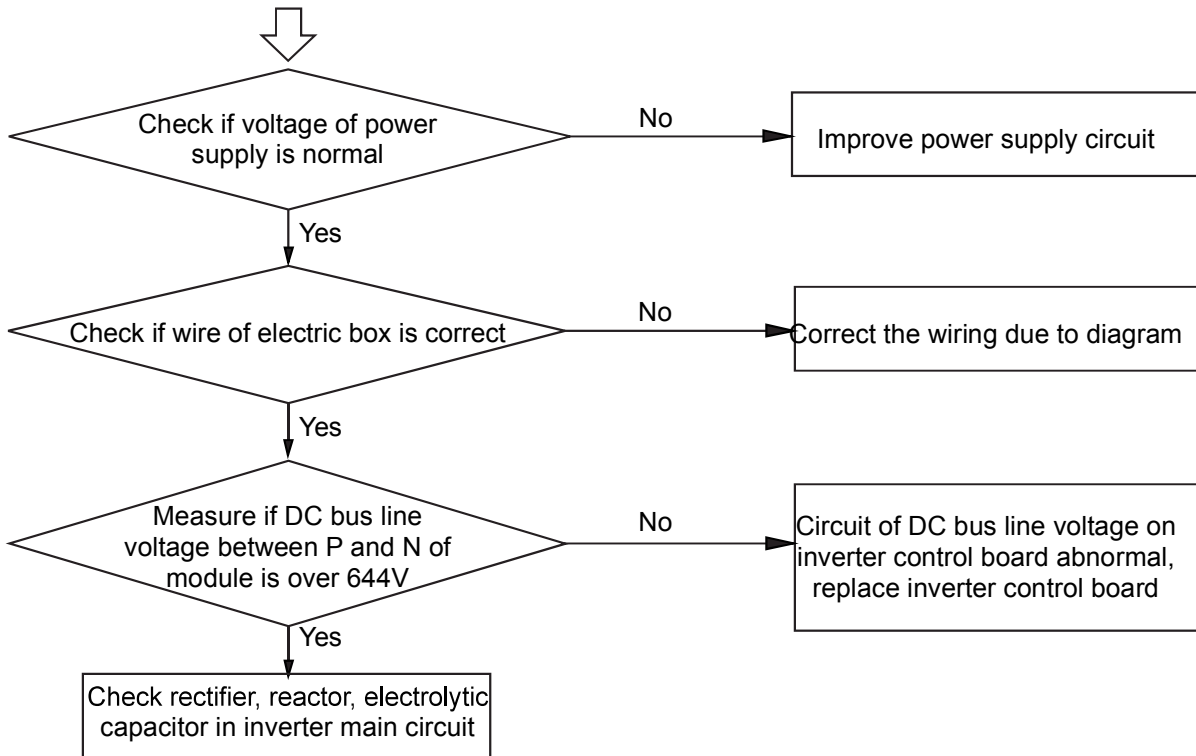 Check if voltage of power
supply is normal
No
Improve power supply circuit
Yes
Check if wire of electric box is correct
No
Correct the wiring due to diagram
Yes
Measure if DC bus line
voltage between P and N of
module is over 644V
No
Circuit of DC bus line voltage on
inverter control board abnormal,
replace inverter control board
Yes
Check rectifier, reactor, electrolytic
capacitor in inverter main circuit